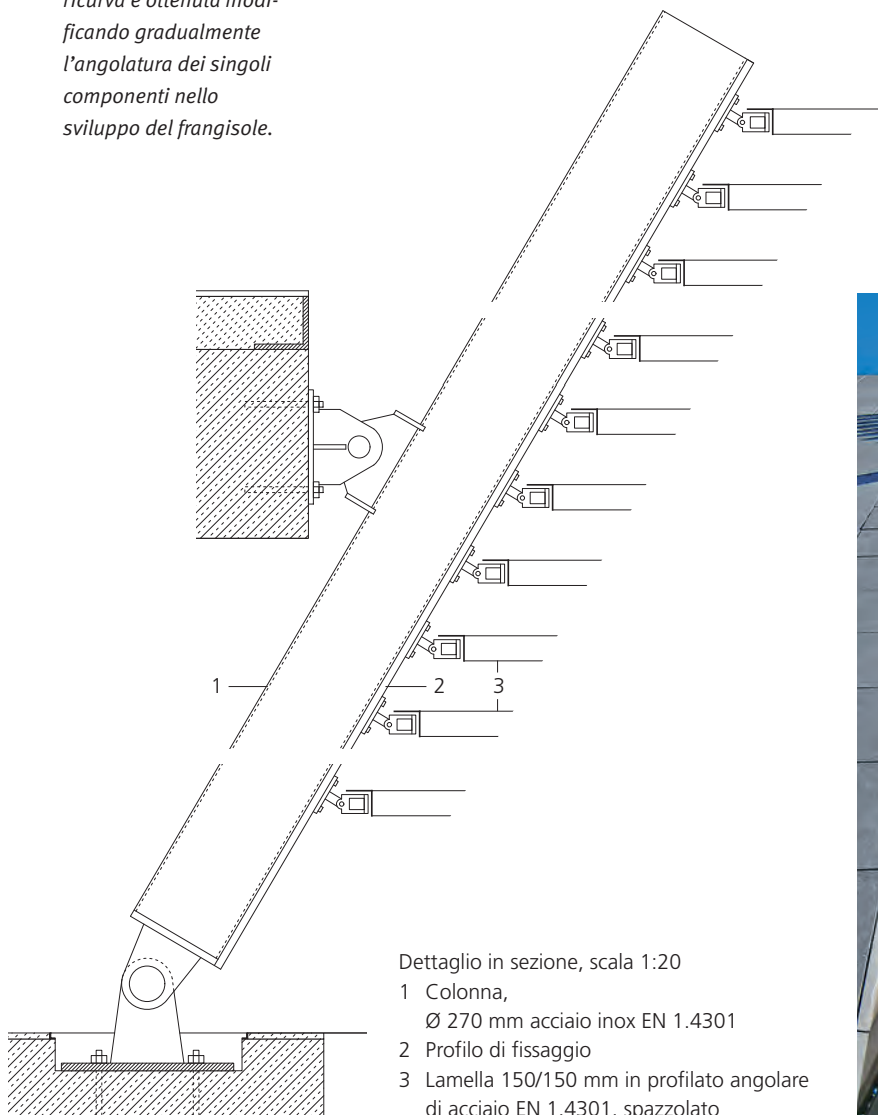 ficando gradualmente
l'angolatura dei singoli
componenti nello
sviluppo del frangisole.
1
2
3
Dettaglio in sezione, scala 1:20
1 Colonna,
Ø 270 mm acciaio inox EN 1.4301
2 Profilo di fissaggio
3 Lamella 150/150 mm in profilato angolare
di acciaio EN 1.4301, spazzolato